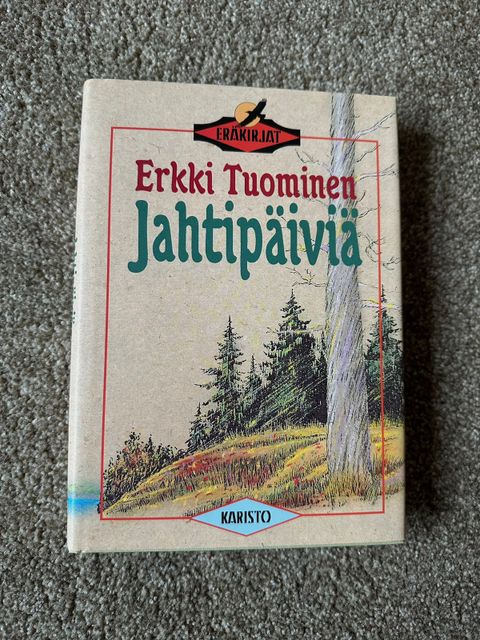 ERÄKIRJAT
Erkki Tuominen
Jahtipäiviä
KARISTO